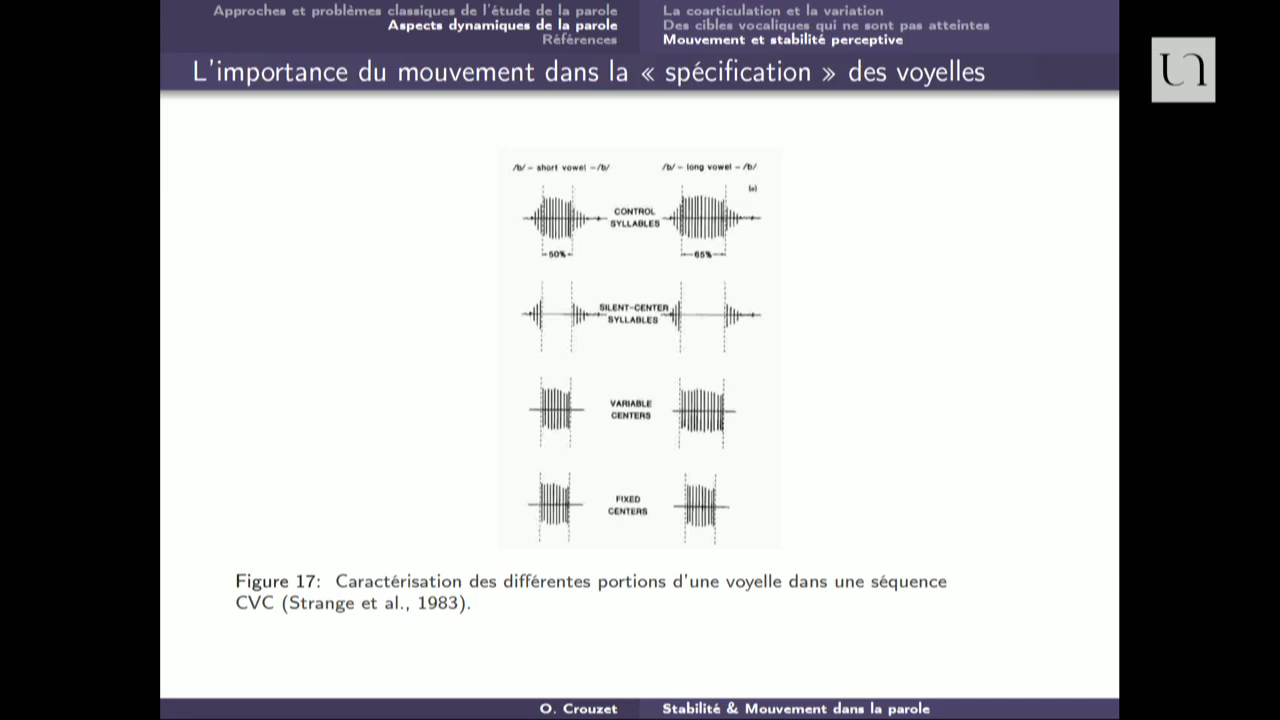 Approches et problèmes classiques de l'étude de la parole
Aspects dynamiques de la parole
Références
La coarticulation et la variation
Des cibles vocaliques qui ne sont pas atteintes
Mouvement et stabilité perceptive
L'importance du mouvement dans la « spécification » des voyelles
/b/ – short vowel – /b/
/b/ – long vowel – /b/
(a)
CONTROL
SYLLABLES
50%
65%
SILENT-CENTER
SYLLABLES
VARIABLE
CENTERS
FIXED
CENTERS
Figure 17: Caractérisation des différentes portions d'une voyelle dans une séquence
CVC (Strange et al., 1983).
O. Crouzet
Stabilité & Mouvement dans la parole